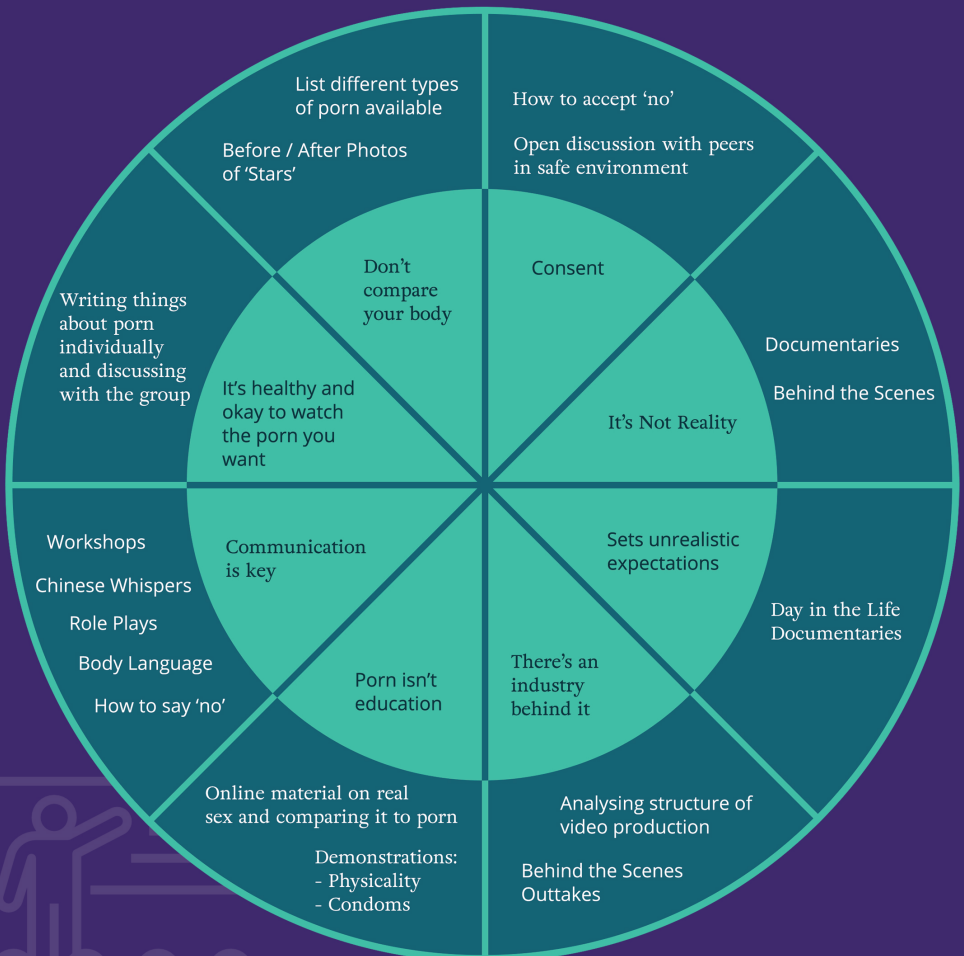 List different types
of porn available
Before / After Photos
of ‘Stars’
Don’t
compare
your body
How to accept ‘no’
Open discussion with peers
in safe environment
Consent
Documentaries
Behind the Scenes
It’s Not Reality
Day in the Life
Documentaries
Sets unrealistic
expectations
Analysing structure of
video production
Behind the Scenes
Outtakes
There’s an
industry
behind it
Online material on real
sex and comparing it to porn
Demonstrations:
- Physicality
- Condoms
Porn isn’t
education
Workshops
Chinese Whispers
Role Plays
Body Language
How to say ‘no’
Communication
is key
Writing things
about porn
individually
and discussing
with the group
It’s healthy and
okay to watch
the porn you
want